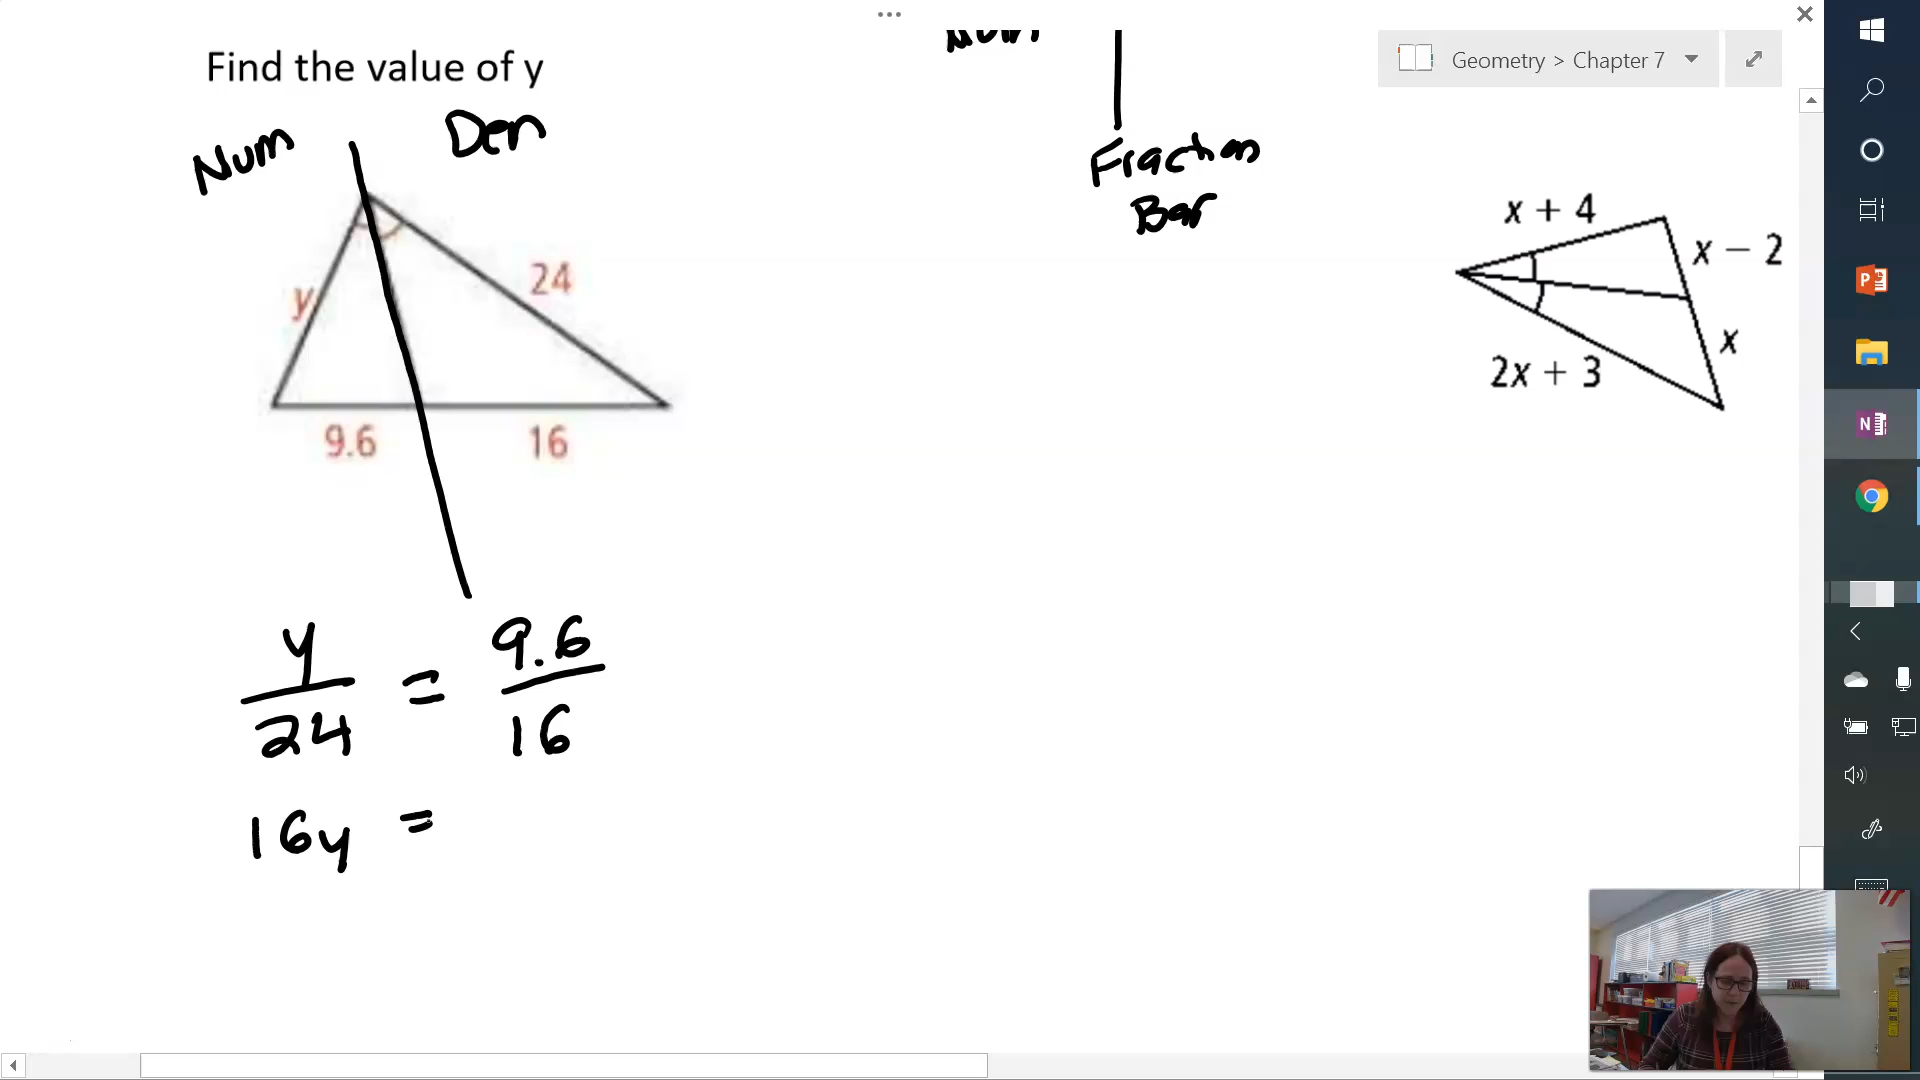 Find the value of y
Num
Den
y
24
9.6
16
y/24 = 9.6/16
16y =
Num
Fraction
Bar
Geometry > Chapter 7
x + 4
x − 2
x
2x + 3